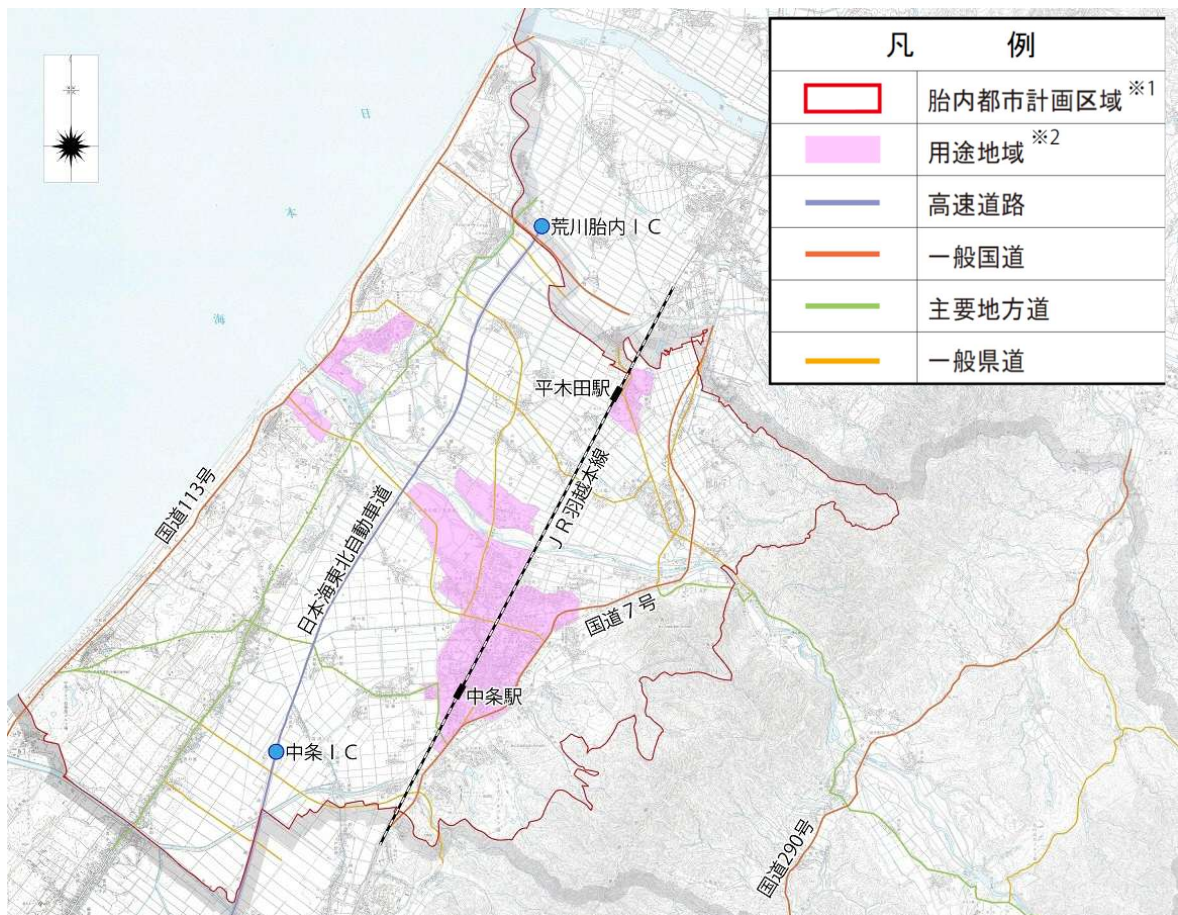 凡 例
胎内都市計画区域※1
用途地域※2
高速道路
一般国道
主要地方道
一般県道
日
本
海
荒川胎内ＩＣ
平木田駅
ＪＲ羽越本線
国道113号
日本海東北自動車道
国道７号
中条駅
中条ＩＣ
国道290号